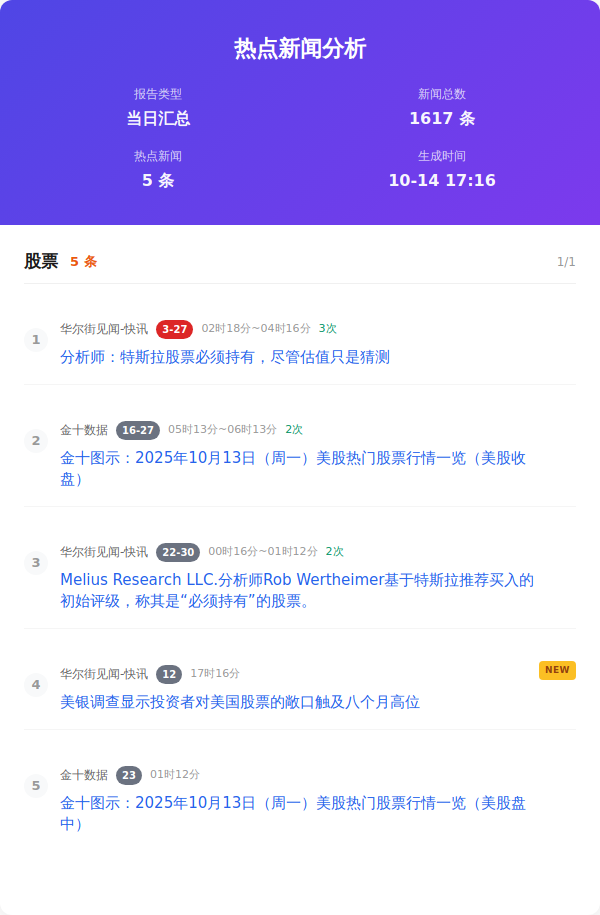 热点新闻分析
报告类型
新闻总数
当日汇总
1617 条
热点新闻
生成时间
5 条
10-14 17:16
股票 5 条 1/1
1 华尔街见闻-快讯 3-27 02时18分~04时16分 3次
分析师：特斯拉股票必须持有，尽管估值只是猜测
2 金十数据 16-27 05时13分~06时13分 2次
金十图示：2025年10月13日（周一）美股热门股票行情一览（美股收
盘）
3 华尔街见闻-快讯 22-30 00时16分~01时12分 2次
Melius Research LLC.分析师Rob Wertheimer基于特斯拉推荐买入的
初始评级，称其是“必须持有”的股票。
4 华尔街见闻-快讯 12 17时16分 NEW
美银调查显示投资者对美国股票的敞口触及八个月高位
5 金十数据 23 01时12分
金十图示：2025年10月13日（周一）美股热门股票行情一览（美股盘
中）